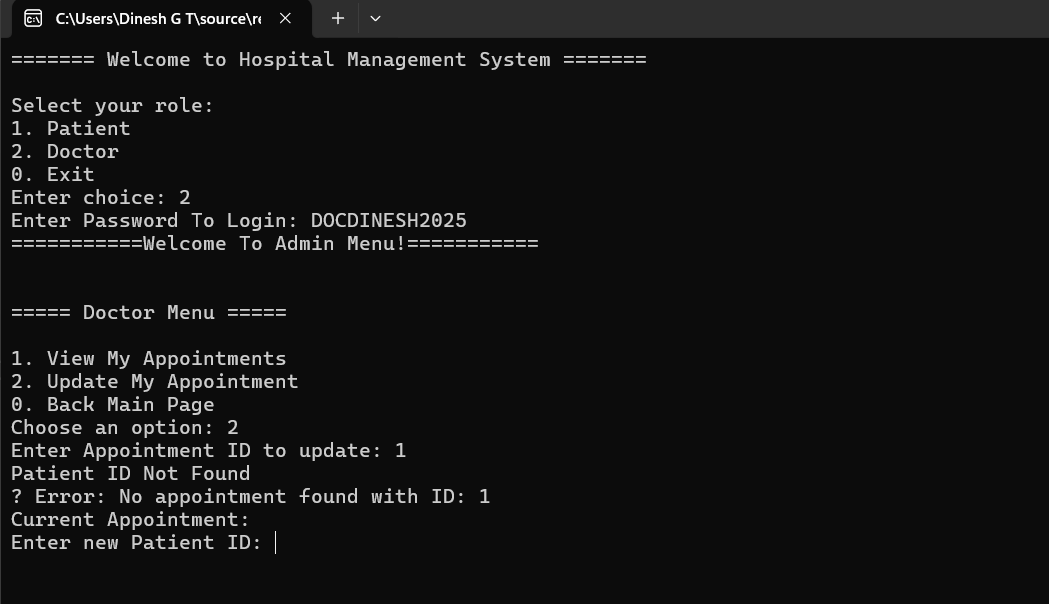 C:\Users\Dinesh G T\source\re
======= Welcome to Hospital Management System =======
Select your role:
1. Patient
2. Doctor
0. Exit
Enter choice: 2
Enter Password To Login: DOCDINESH2025
===========Welcome To Admin Menu!===========
===== Doctor Menu =====
1. View My Appointments
2. Update My Appointment
0. Back Main Page
Choose an option: 2
Enter Appointment ID to update: 1
Patient ID Not Found
? Error: No appointment found with ID: 1
Current Appointment:
Enter new Patient ID: